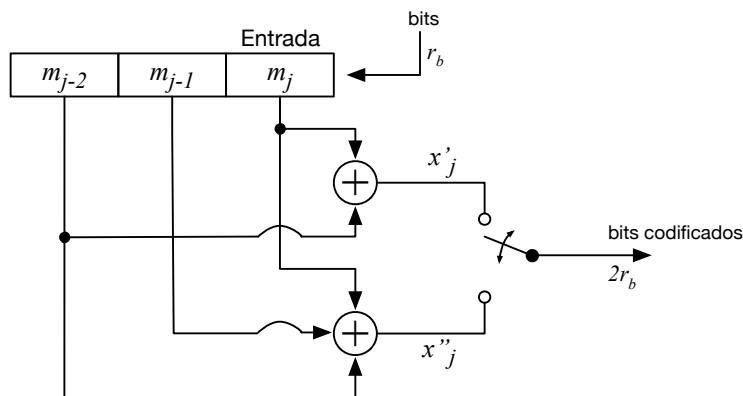 bits
Entrada
r_b
m_{j-2} m_{j-1} m_j
x'_j
bits codificados
2r_b
x''_j